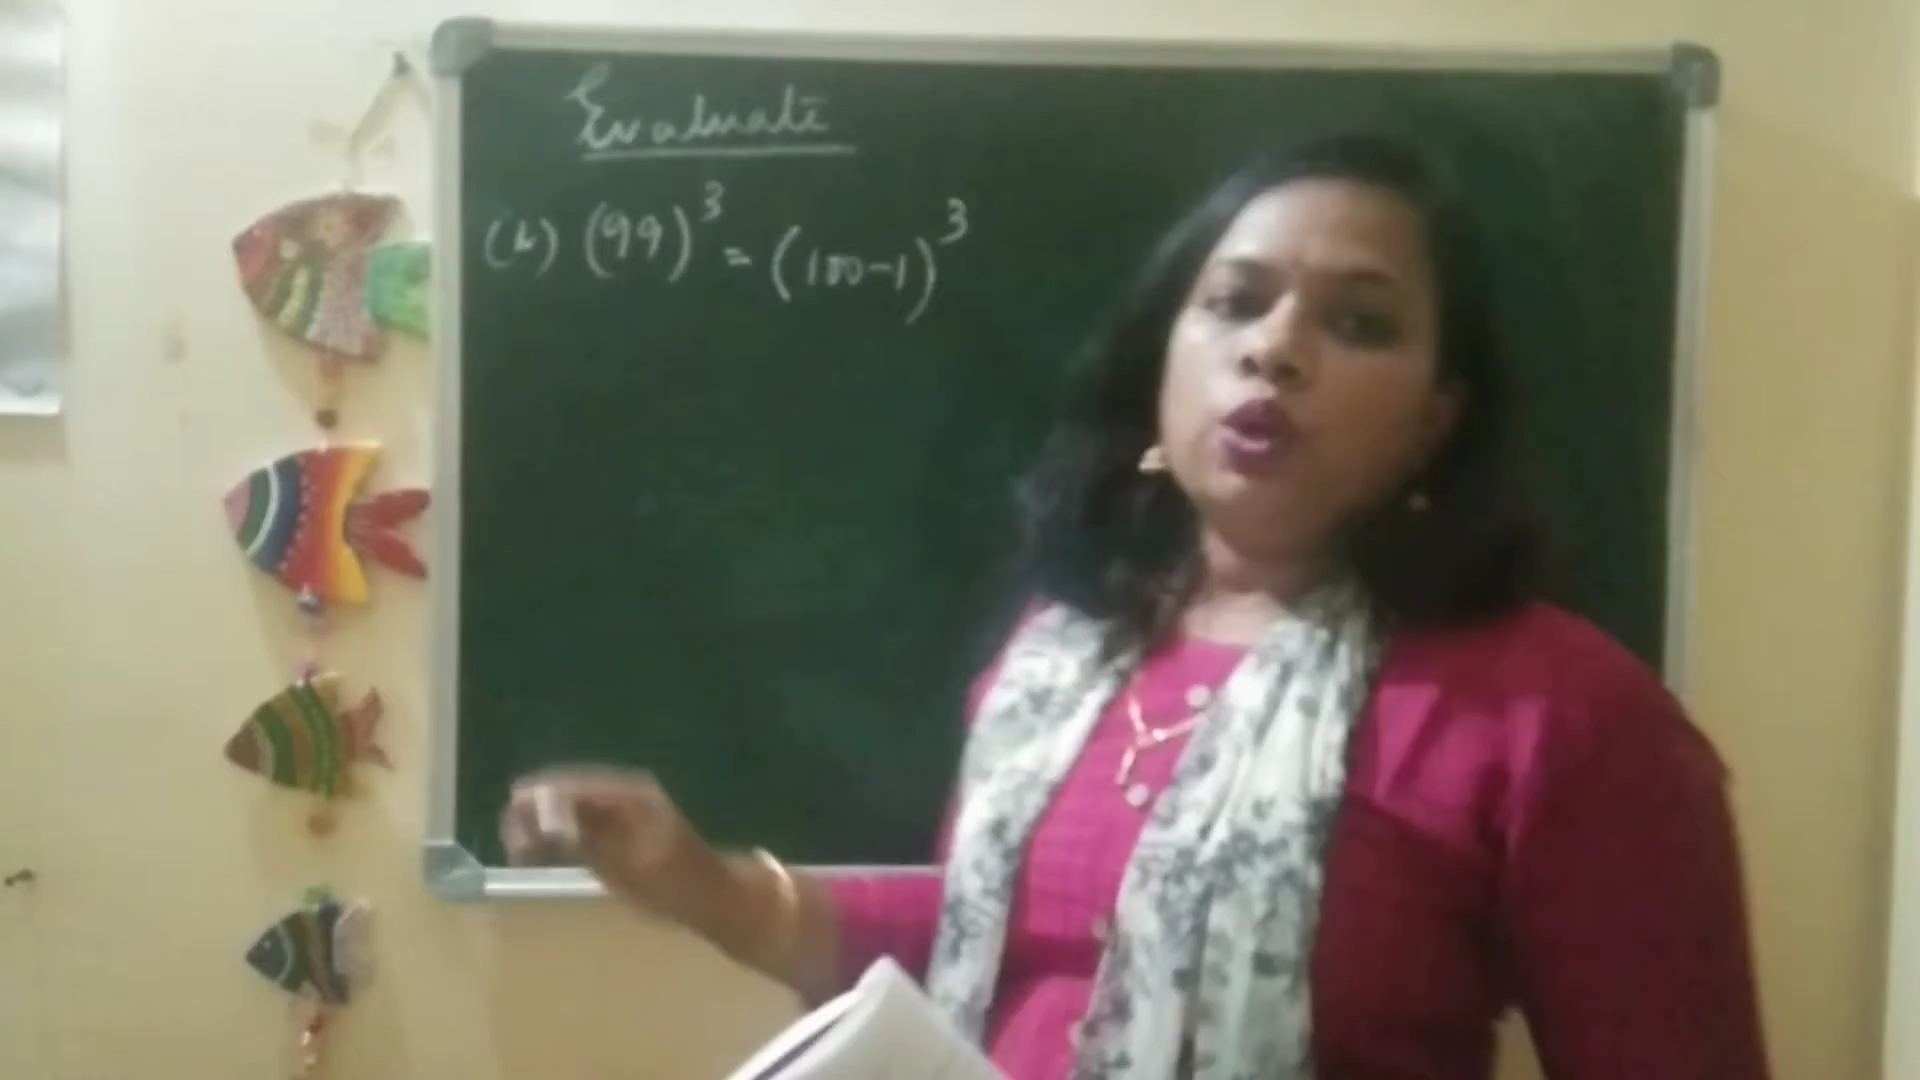 Evaluate
(b) (99)³ = (100-1)³